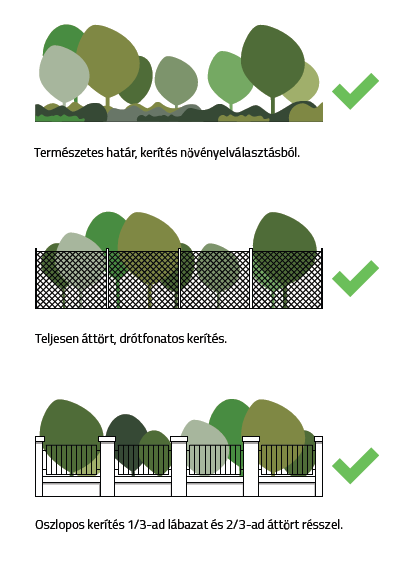 Természetes határ, kerítés növényelválasztásból.
Teljesen áttört, drótfonatos kerítés.
Oszlopos kerítés 1/3-ad lábazat és 2/3-ad áttört résszel.